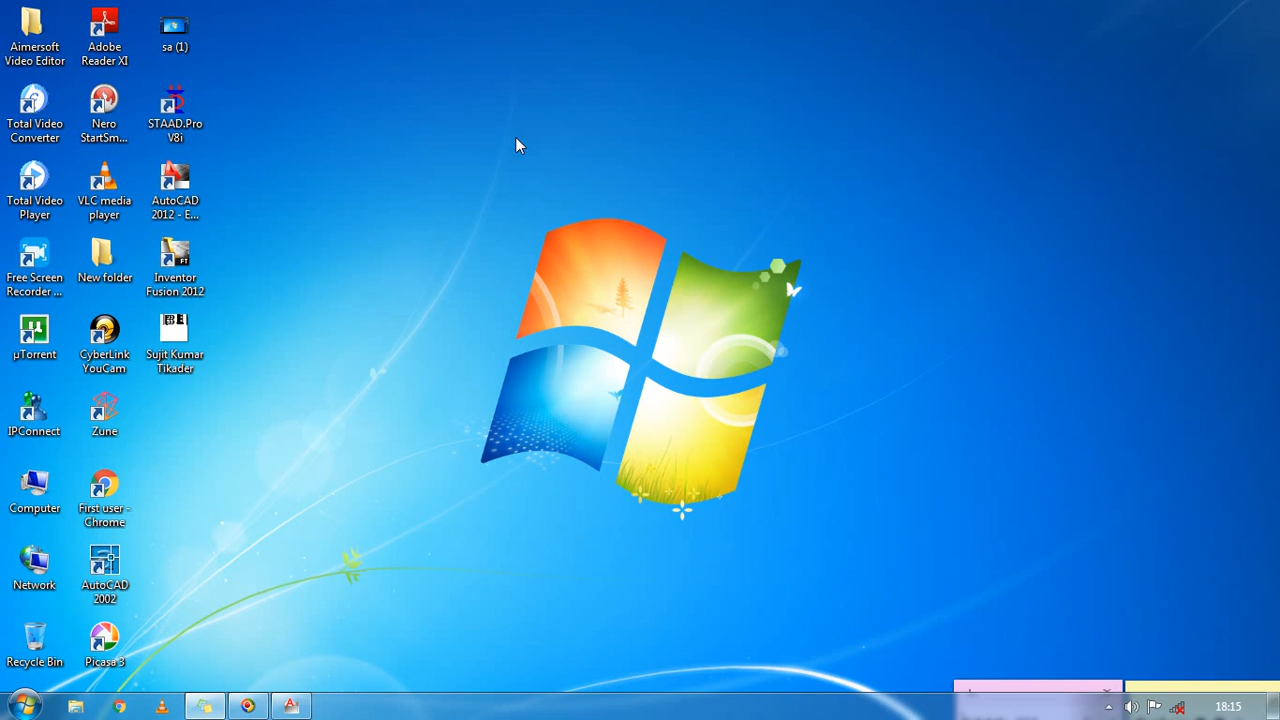 Aimersoft
Video Editor
Adobe
Reader XI
sa (1)
Total Video
Converter
Nero
StartSm...
STAAD.Pro
V8i
Total Video
Player
VLC media
player
AutoCAD
2012 - E...
Free Screen
Recorder ...
New folder
Inventor
Fusion 2012
µTorrent
CyberLink
YouCam
Sujit Kumar
Tikader
IPConnect
Zune
Computer
First user -
Chrome
Network
AutoCAD
2002
Recycle Bin
Picasa 3
18:15